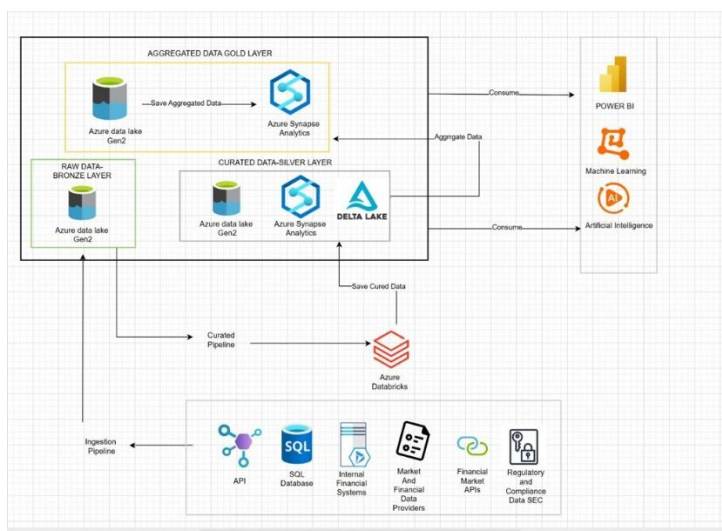 AGGREGATED DATA GOLD LAYER
Azure data lake
Gen2
Save Aggregated Data
Azure Synapse
Analytics
Consume
POWER BI
Machine Learning
AI
Artificial Intelligence
Aggrgate Data
RAW DATA-
BRONZE LAYER
Azure data lake
Gen2
CURATED DATA-SILVER LAYER
Azure data lake
Gen2
Azure Synapse
Analytics
DELTA LAKE
Consume
Save Cured Data
Curated
Pipeline
Azure
Databricks
Ingestion
Pipeline
API
SQL
SQL
Database
Internal
Financial
Systems
Market
And
Financial
Data
Providers
Financial
Market
APIs
Regulatory
and
Compliance
Data SEC